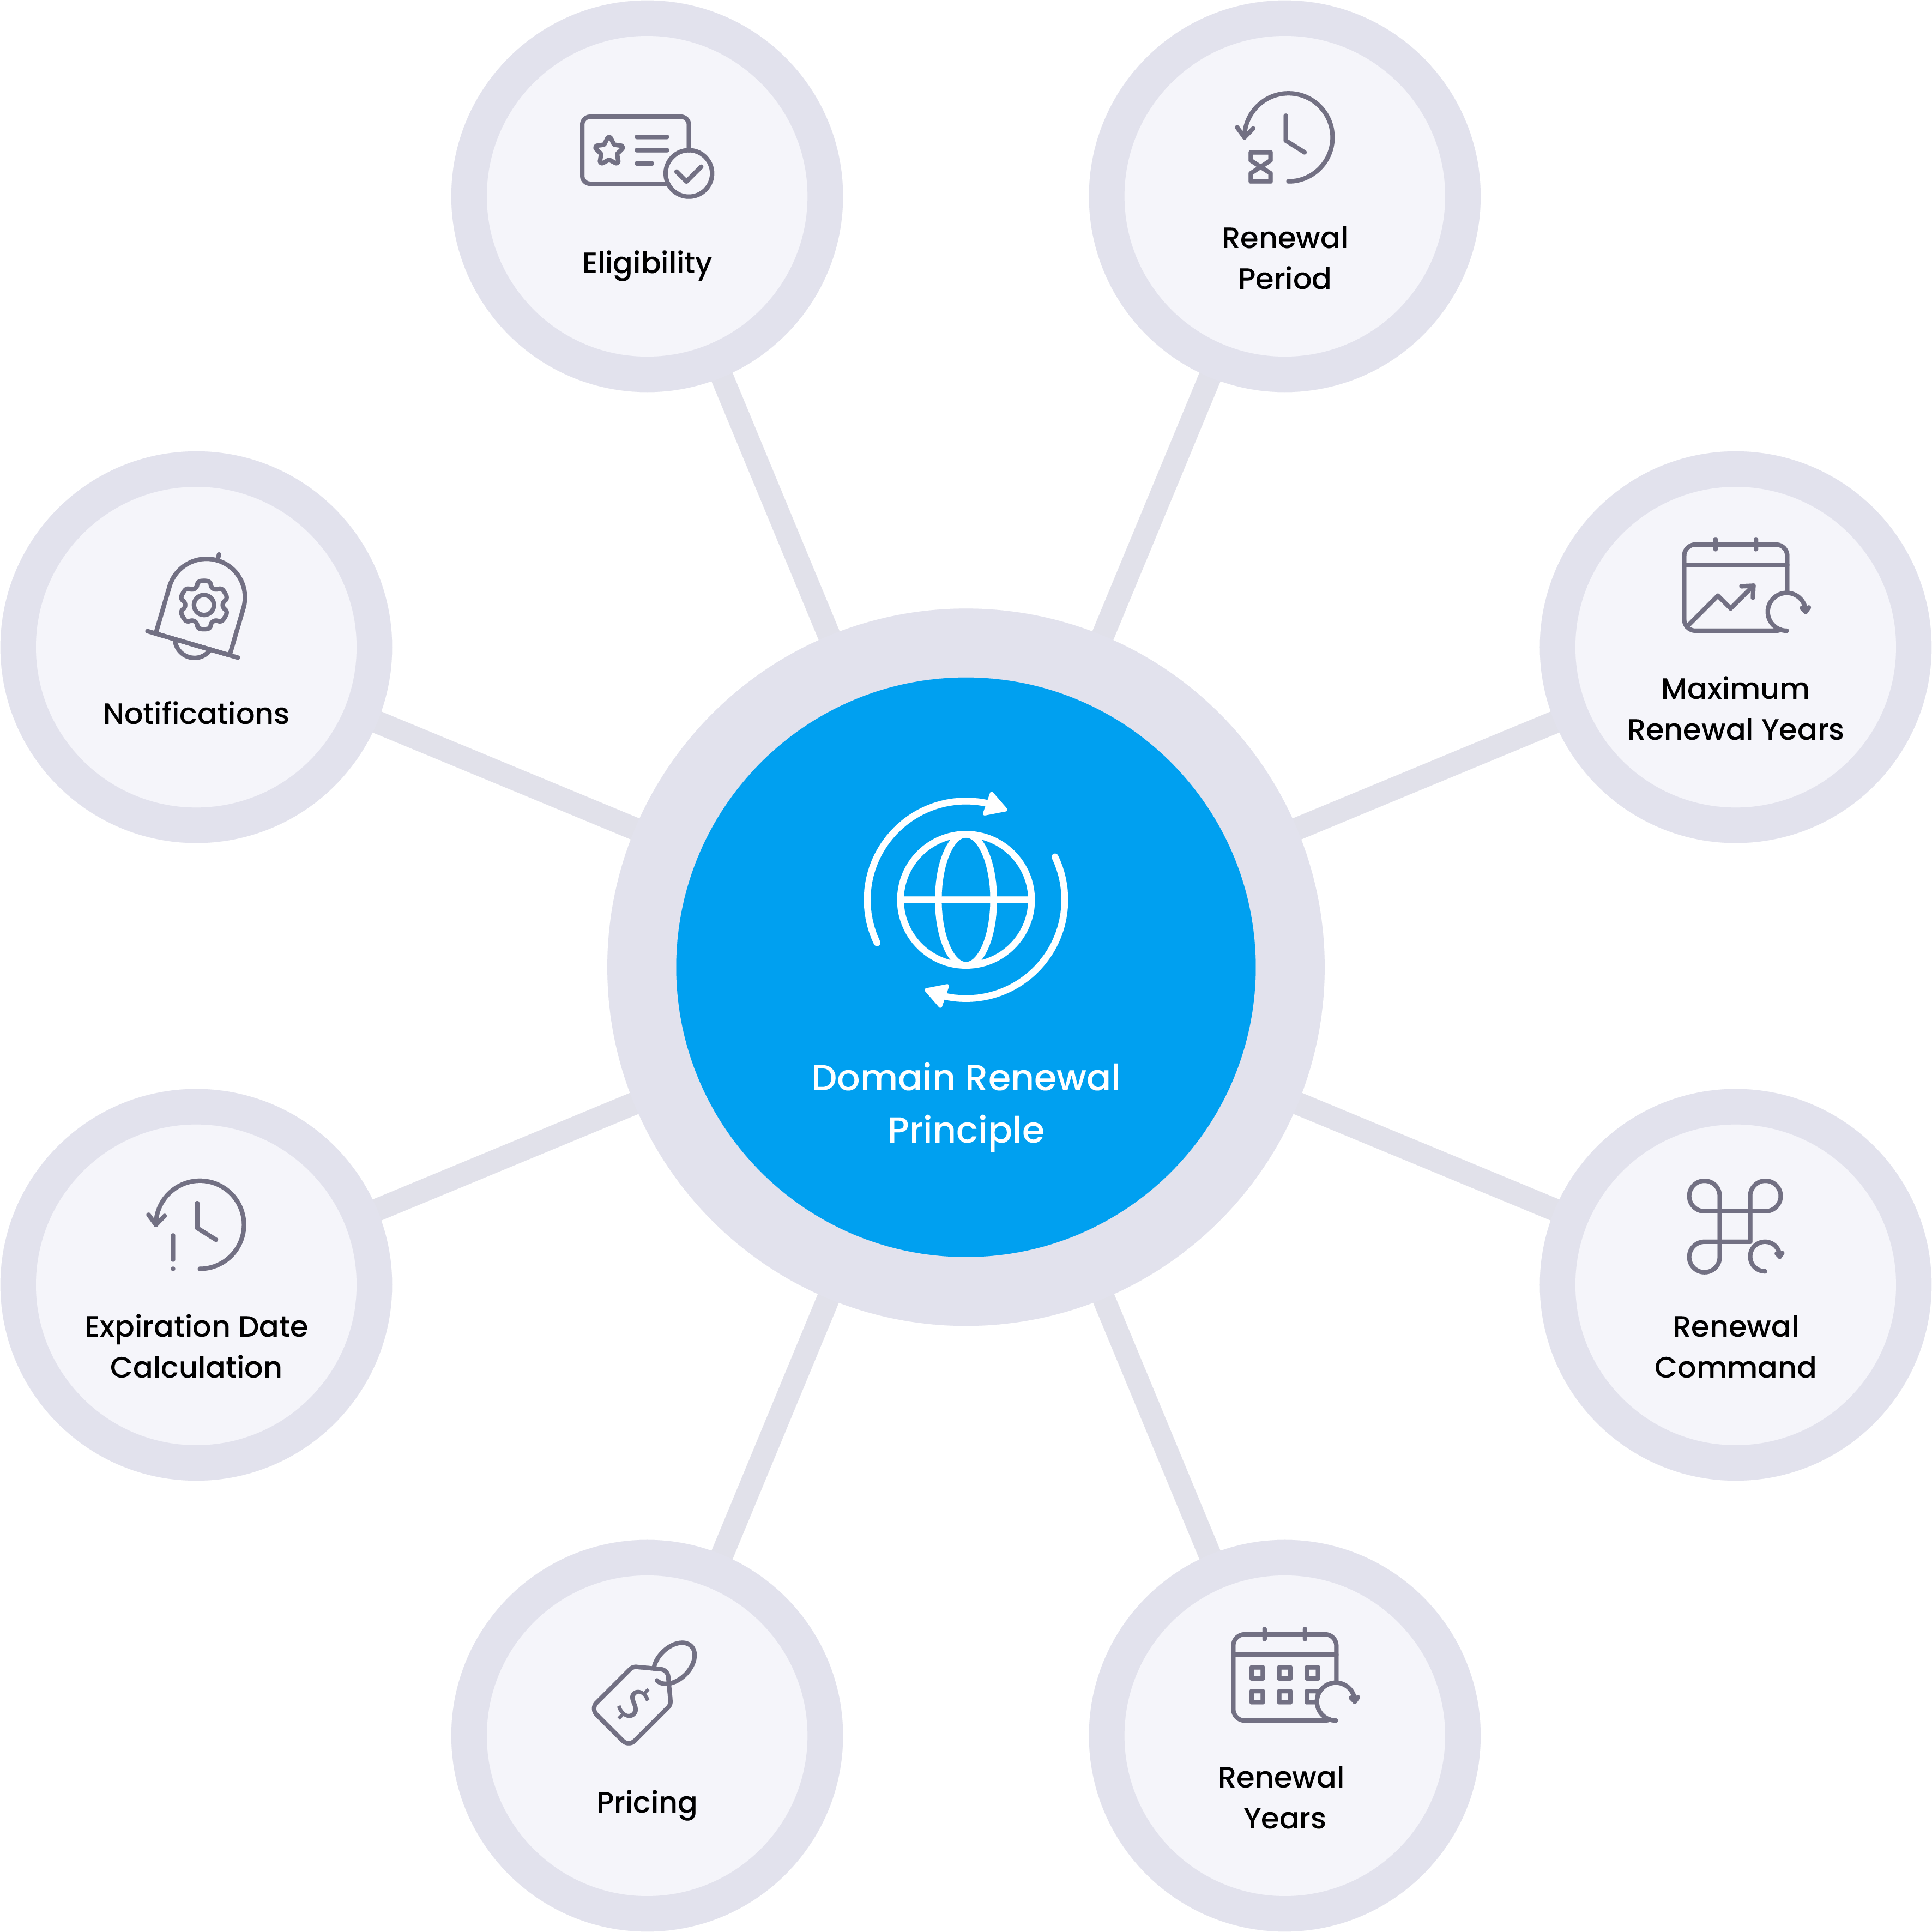 Eligibility
Renewal
Period
Notifications
Maximum
Renewal Years
Domain Renewal
Principle
Expiration Date
Calculation
Renewal
Command
Pricing
Renewal
Years